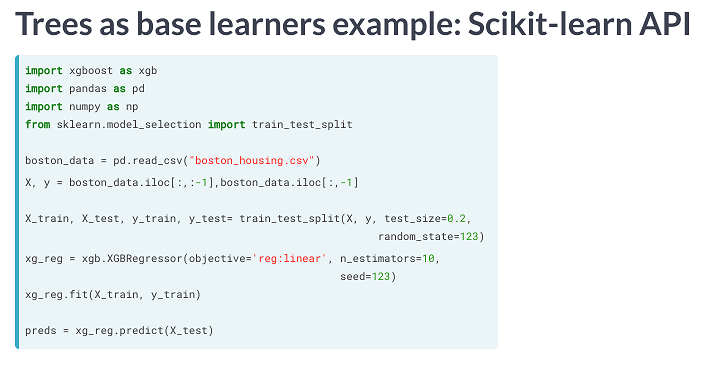 Trees as base learners example: Scikit-learn API
import xgboost as xgb
import pandas as pd
import numpy as np
from sklearn.model_selection import train_test_split
boston_data = pd.read_csv("boston_housing.csv")
X, y = boston_data.iloc[:,:-1],boston_data.iloc[:,-1]
X_train, X_test, y_train, y_test= train_test_split(X, y, test_size=0.2,
random_state=123)
xg_reg = xgb.XGBRegressor(objective='reg:linear', n_estimators=10,
seed=123)
xg_reg.fit(X_train, y_train)
preds = xg_reg.predict(X_test)